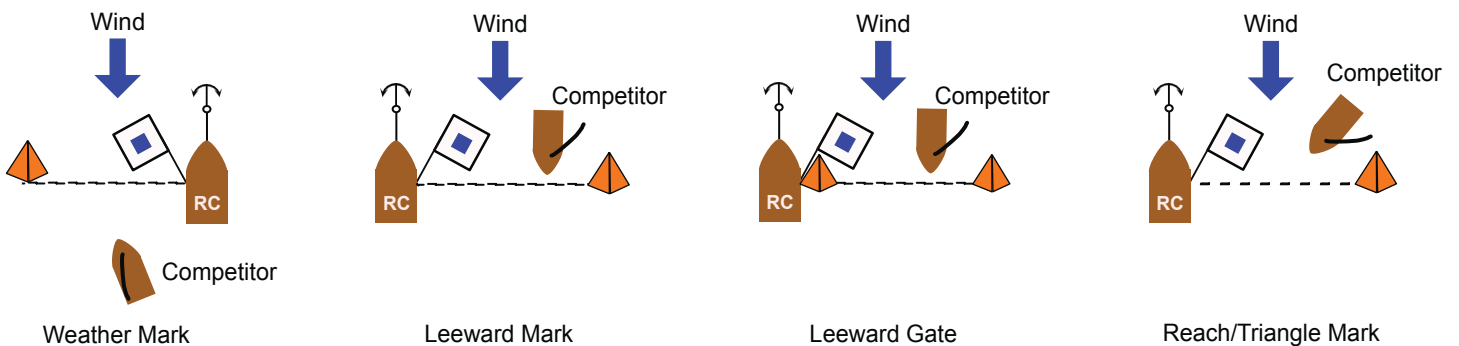 Wind
RC
Competitor
Weather Mark
Wind
Competitor
RC
Leeward Mark
Wind
Competitor
RC
Leeward Gate
Wind
Competitor
RC
Reach/Triangle Mark